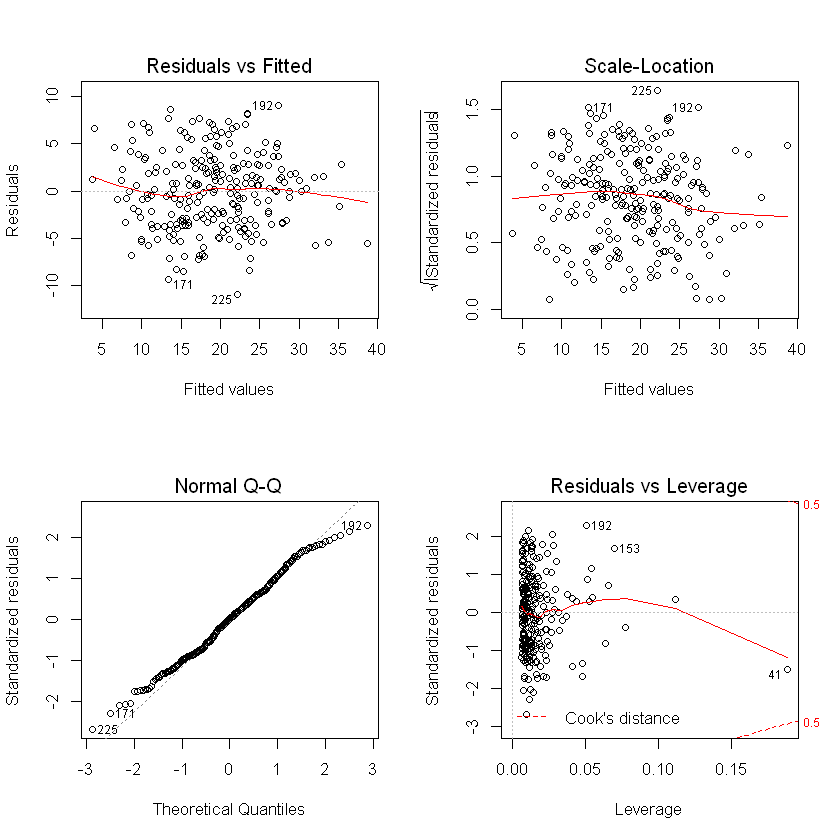 Residuals vs Fitted
Residuals
10
5
0
-5
-10
192
171
225
5 10 15 20 25 30 35 40
Fitted values
Scale-Location
√|Standardized residuals|
1.5
1.0
0.5
0.0
225
171
192
5 10 15 20 25 30 35 40
Fitted values
Normal Q-Q
Standardized residuals
2
1
0
-1
-2
192
171
225
-3 -2 -1 0 1 2 3
Theoretical Quantiles
Residuals vs Leverage
Standardized residuals
2
1
0
-1
-2
-3
0.5
192
153
41
Cook's distance
0.5
0.00 0.05 0.10 0.15
Leverage